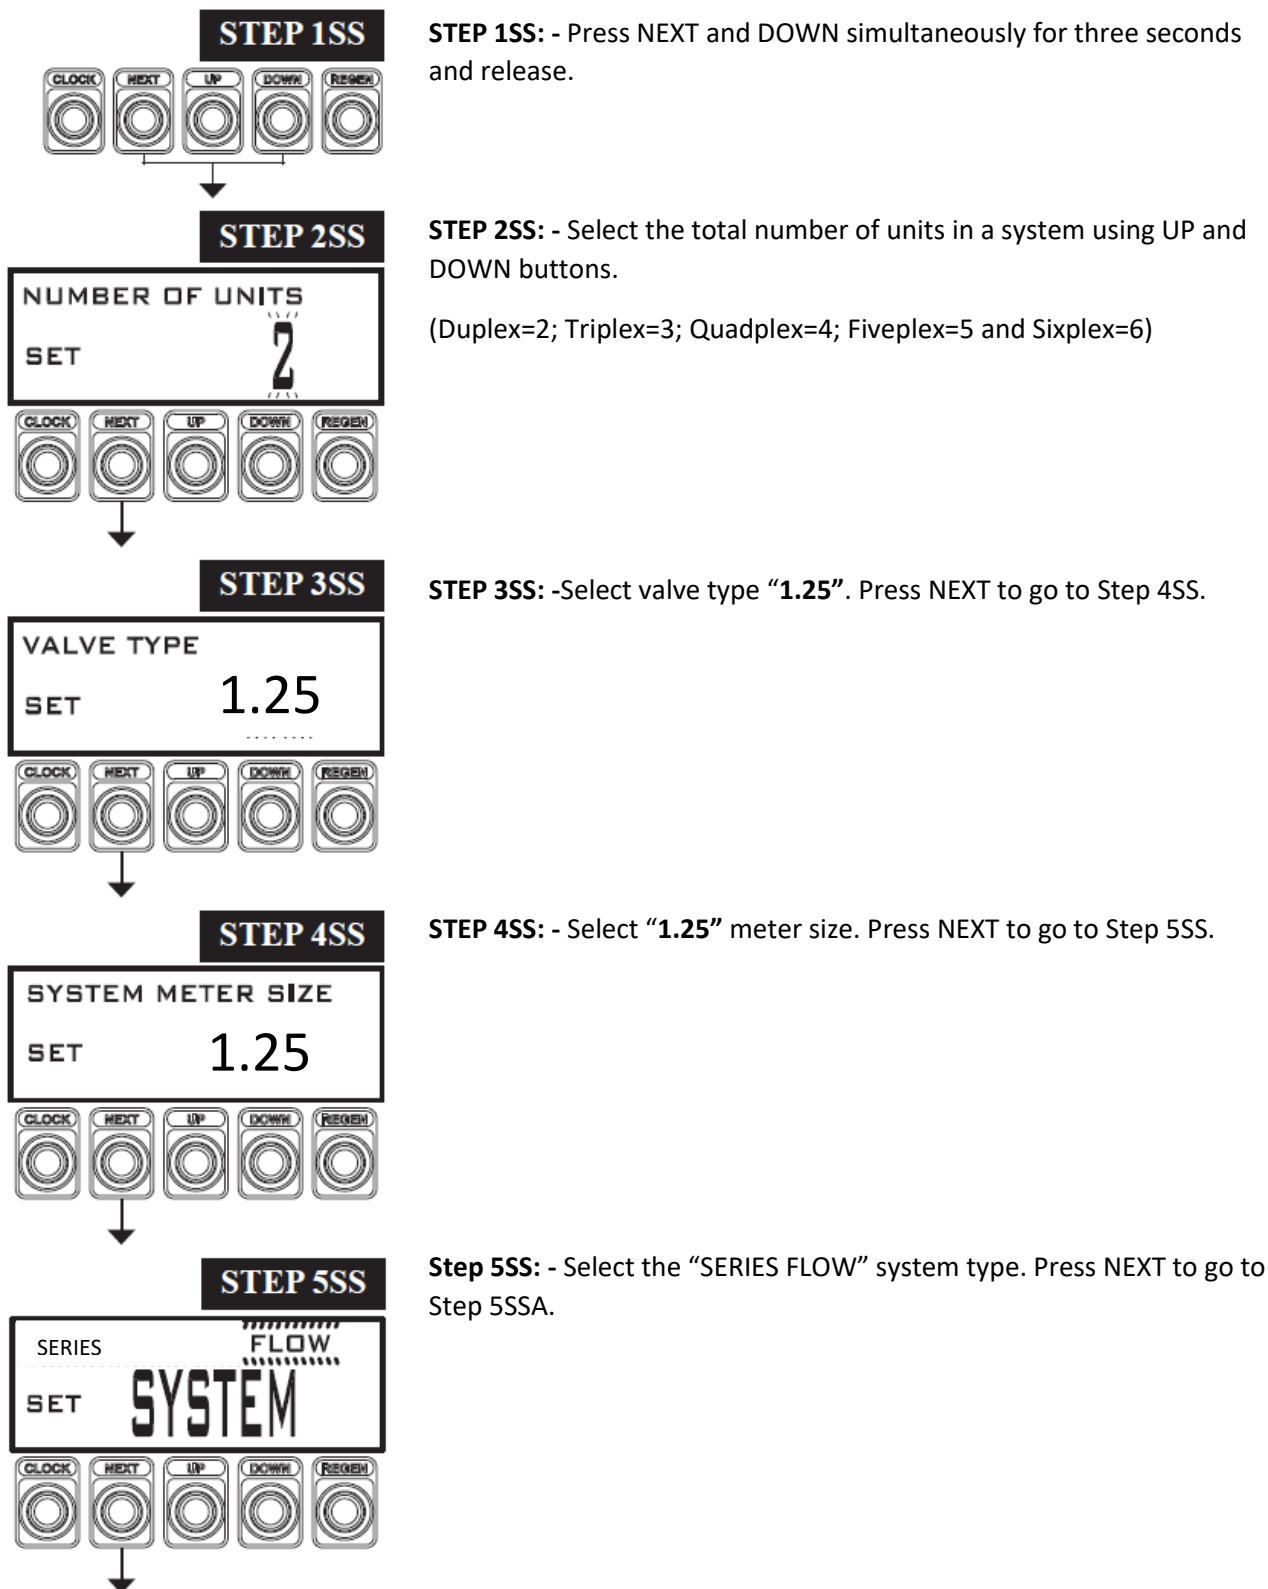 STEP 1SS
STEP 1SS: - Press NEXT and DOWN simultaneously for three seconds
and release.
CLOCK NEXT UP DOWN REGEN
STEP 2SS
STEP 2SS: - Select the total number of units in a system using UP and
DOWN buttons.
(Duplex=2; Triplex=3; Quadplex=4; Fiveplex=5 and Sixplex=6)
NUMBER OF UNITS
SET 2
CLOCK NEXT UP DOWN REGEN
STEP 3SS
STEP 3SS: -Select valve type “1.25”. Press NEXT to go to Step 4SS.
VALVE TYPE
SET 1.25
CLOCK NEXT UP DOWN REGEN
STEP 4SS
STEP 4SS: - Select “1.25” meter size. Press NEXT to go to Step 5SS.
SYSTEM METER SIZE
SET 1.25
CLOCK NEXT UP DOWN REGEN
STEP 5SS
Step 5SS: - Select the “SERIES FLOW” system type. Press NEXT to go to
Step 5SSA.
SERIES FLOW
SET SYSTEM
CLOCK NEXT UP DOWN REGEN